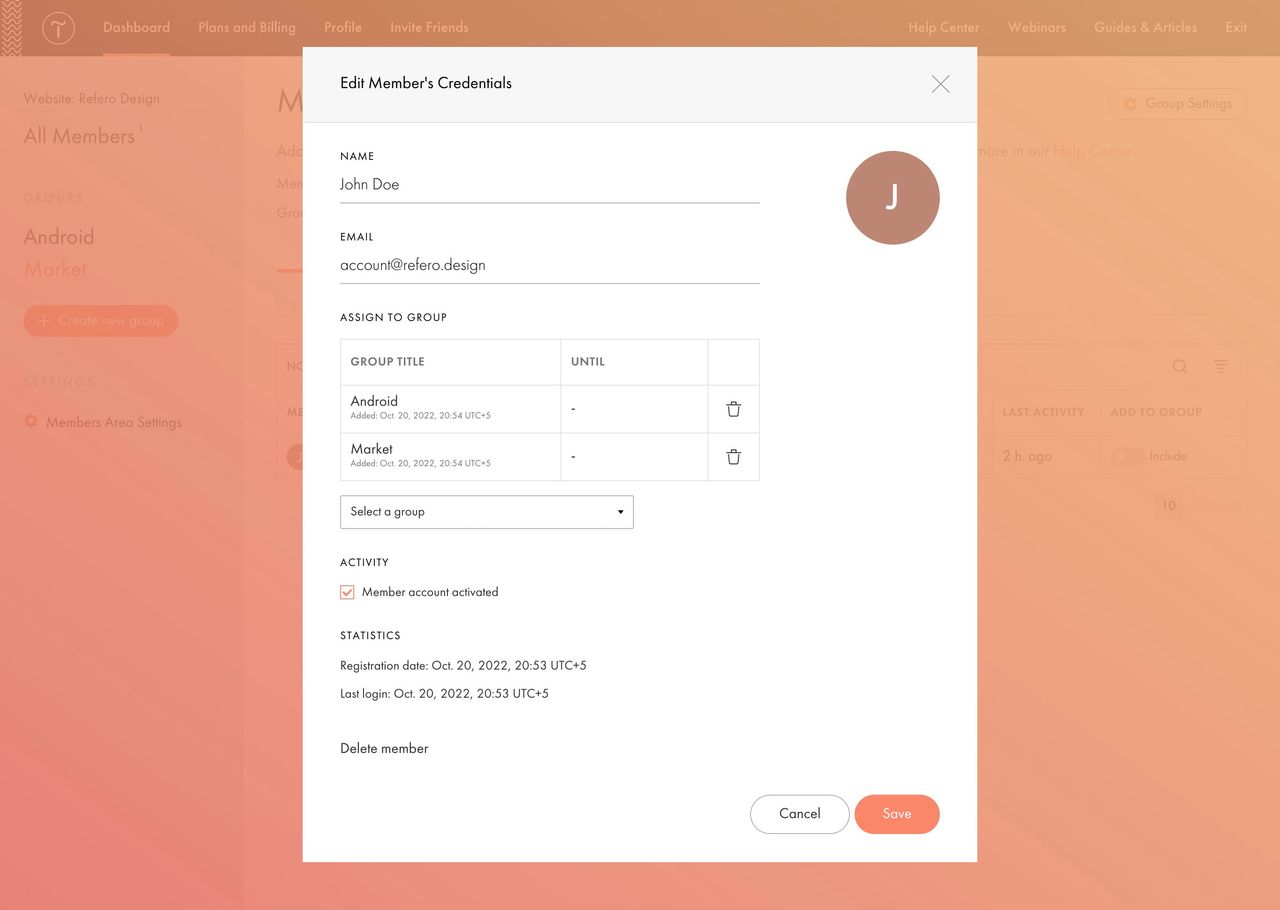 Dashboard
Plans and Billing
Profile
Invite Friends
Help Center
Webinars
Guides & Articles
Exit
Website: Refero Design
All Members 1
GROUPS
Android
Market
+ Create new group
SETTINGS
Members Area Settings
Group Settings
more in our Help Center.
LAST ACTIVITY
ADD TO GROUP
2 h. ago
Include
10 100 500
Edit Member's Credentials
NAME
John Doe
J
EMAIL
account@refero.design
ASSIGN TO GROUP
GROUP TITLE
UNTIL
Android
Added: Oct. 20, 2022, 20:54 UTC+5
-
Market
Added: Oct. 20, 2022, 20:54 UTC+5
-
Select a group
ACTIVITY
Member account activated
STATISTICS
Registration date: Oct. 20, 2022, 20:53 UTC+5
Last login: Oct. 20, 2022, 20:53 UTC+5
Delete member
Cancel
Save